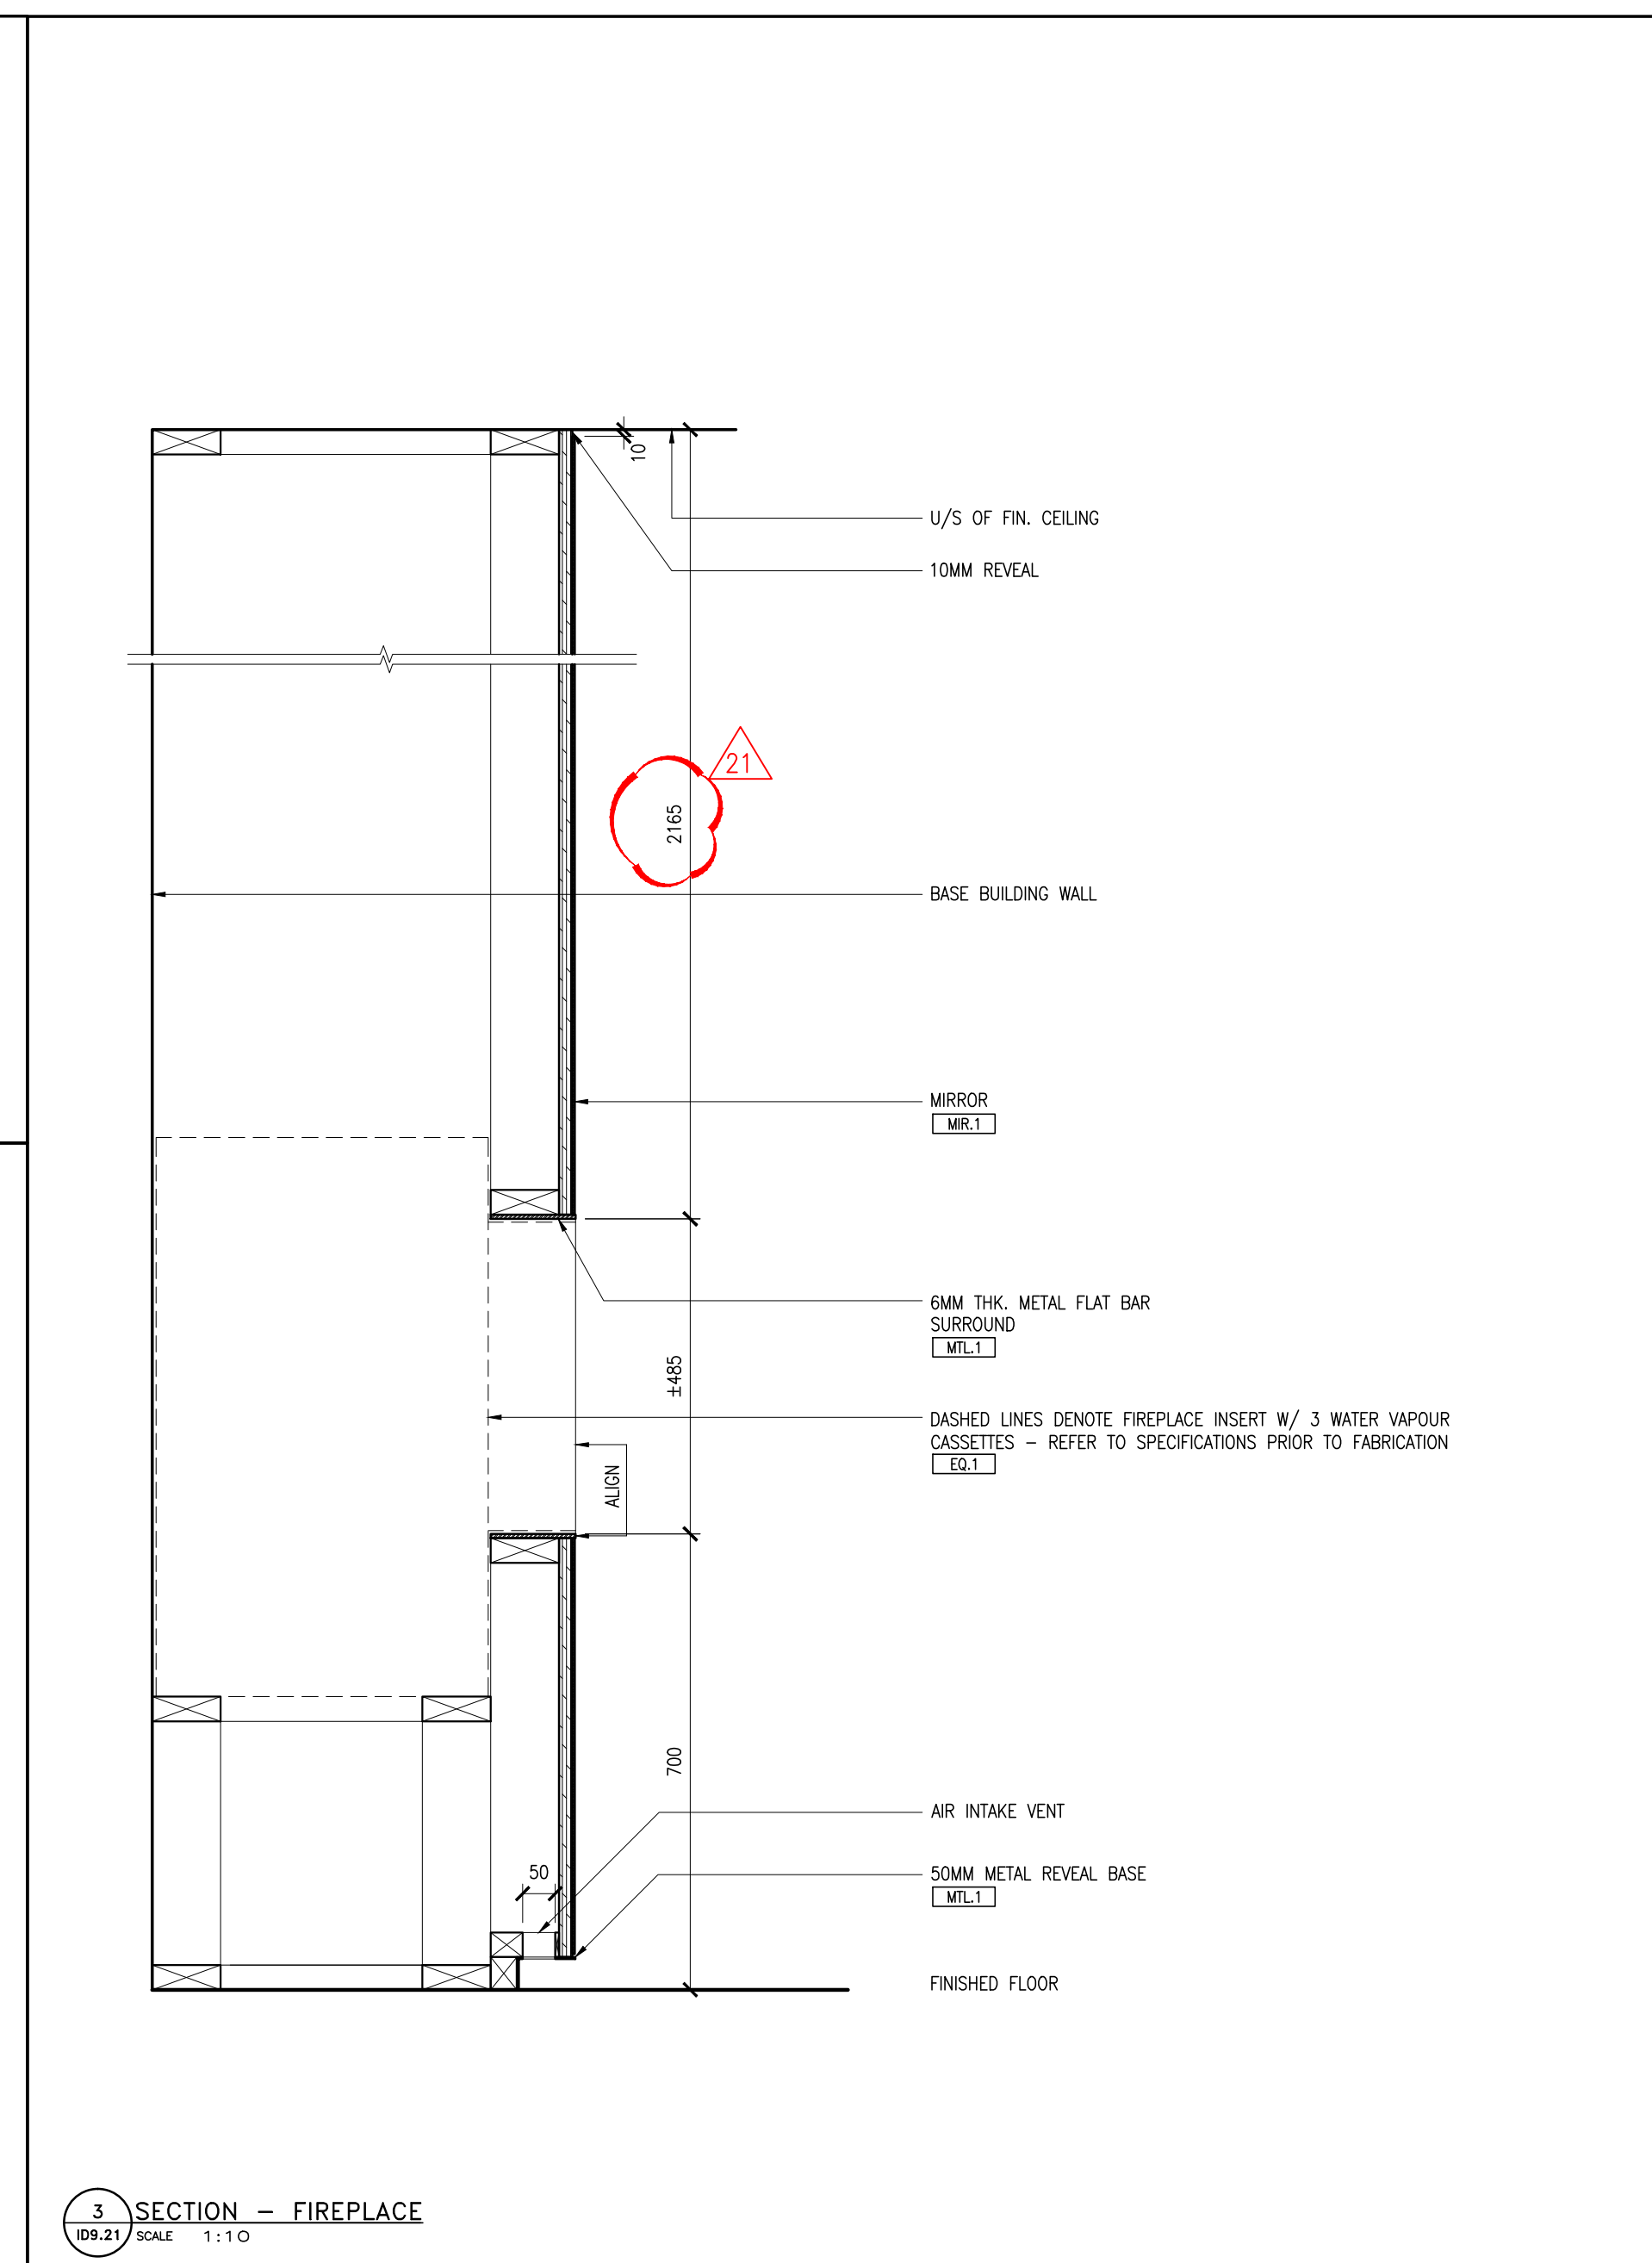 10
U/S OF FIN. CEILING
10MM REVEAL
21
2165
BASE BUILDING WALL
MIRROR
MIR.1
6MM THK. METAL FLAT BAR
SURROUND
MTL.1
±485
DASHED LINES DENOTE FIREPLACE INSERT W/ 3 WATER VAPOUR
CASSETTES – REFER TO SPECIFICATIONS PRIOR TO FABRICATION
EQ.1
ALIGN
700
AIR INTAKE VENT
50
50MM METAL REVEAL BASE
MTL.1
FINISHED FLOOR
3
ID9.21
SECTION – FIREPLACE
SCALE 1:10